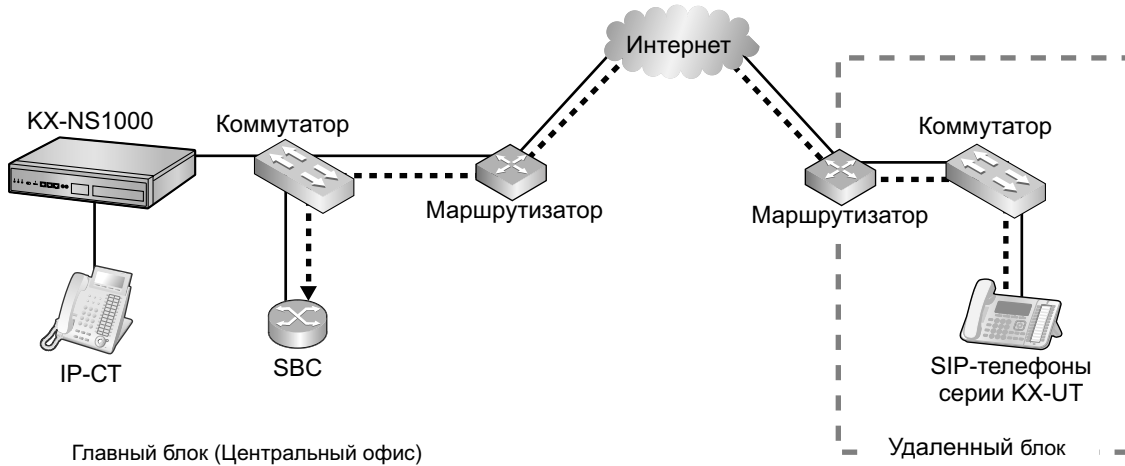 Интернет
KX-NS1000
Коммутатор
Коммутатор
Маршрутизатор
Маршрутизатор
IP-CT
SBC
SIP-телефоны
серии KX-UT
Главный блок (Центральный офис)
Удаленный блок